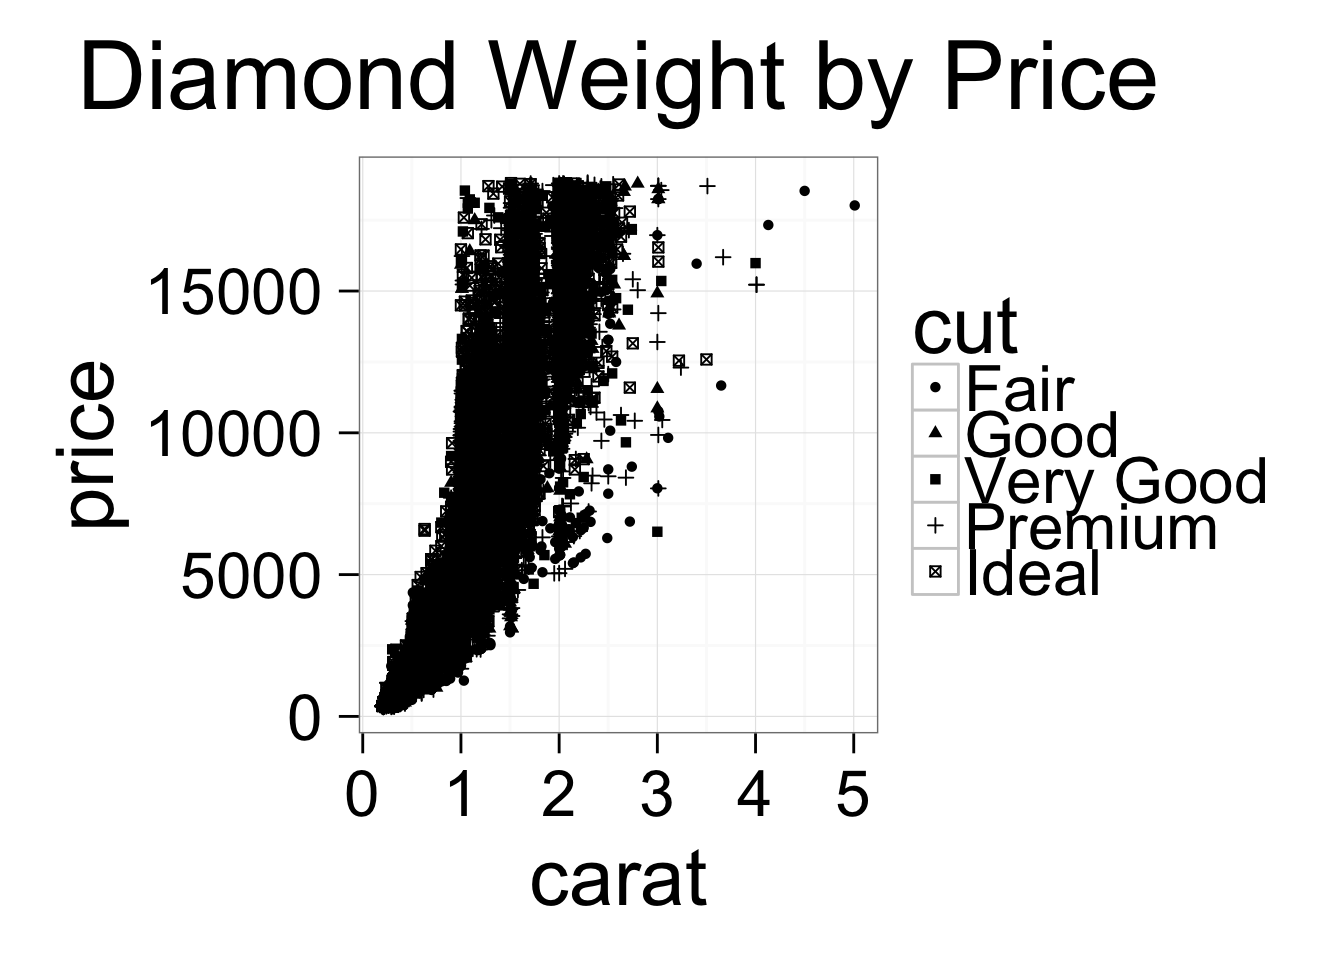 Diamond Weight by Price
price
15000
10000
5000
0
0 1 2 3 4 5
carat
cut
Fair
Good
Very Good
Premium
Ideal